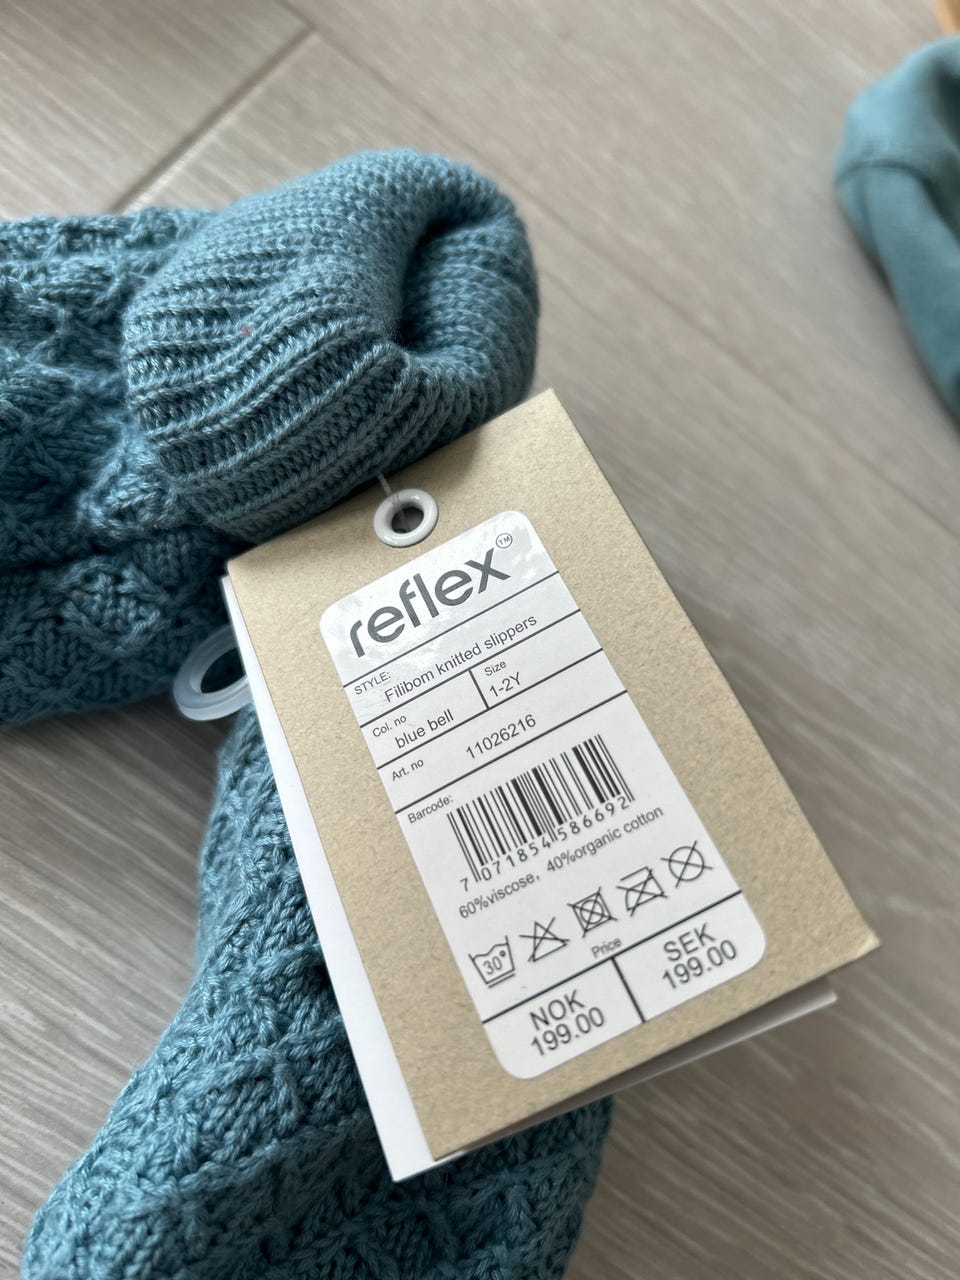 reflex™
STYLE:
Filibom knitted slippers
Col. no
blue bell
Size
1-2Y
Art. no
11026216
Barcode:
7 071854 586692
60%viscose, 40%organic cotton
30°
Price
NOK
199.00
SEK
199.00